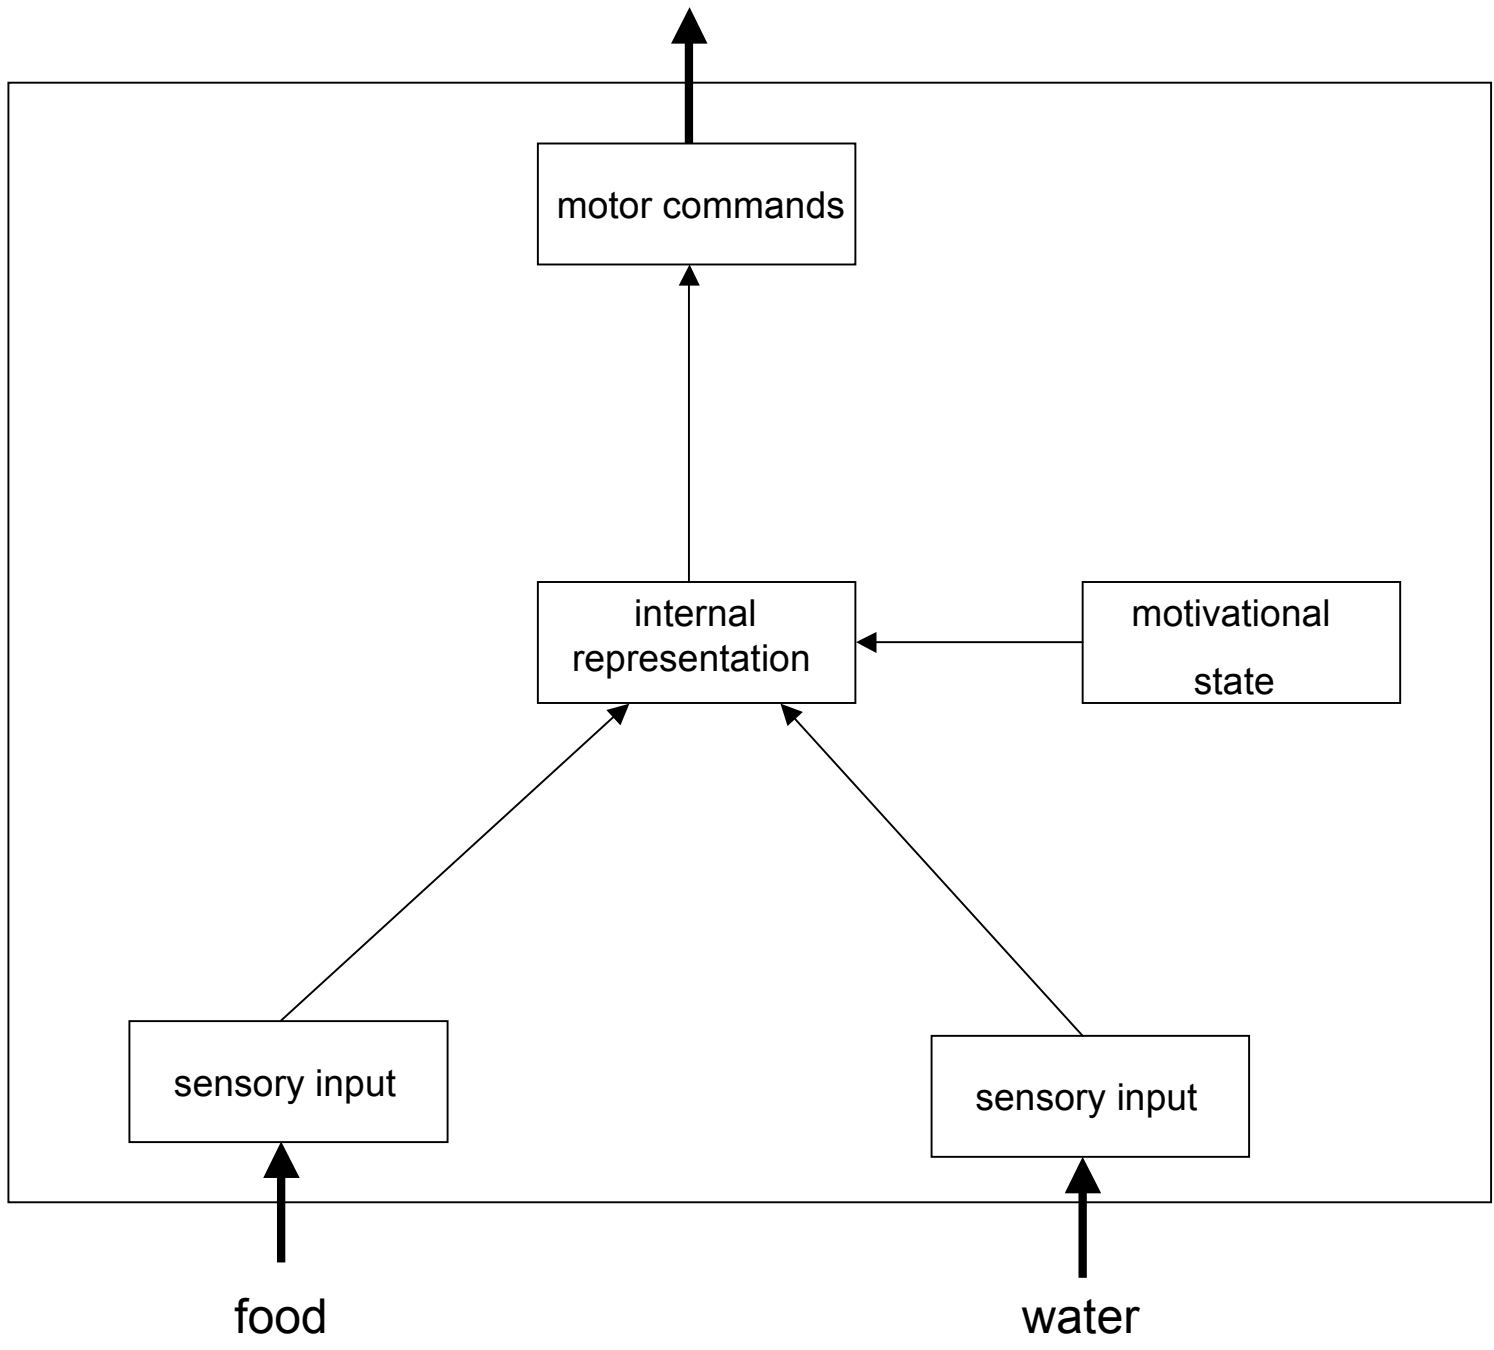 motor commands
internal
representation
motivational
state
sensory input
sensory input
food
water